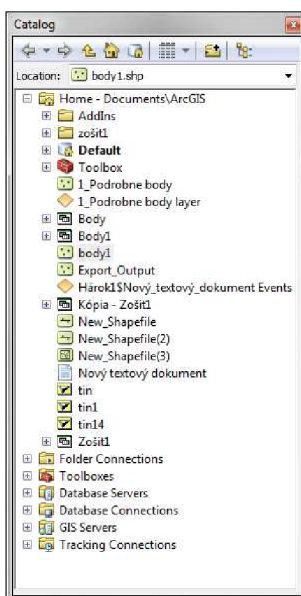 Catalog
Location: body1.shp
Home - Documents\ArcGIS
AddIns
zošit1
Default
Toolbox
1_Podrobne body
1_Podrobne body layer
Body
Body1
body1
Export_Output
Hárok1$Nový_textový_dokument Events
Kópia - Zošit1
New_Shapefile
New_Shapefile(2)
New_Shapefile(3)
Nový textový dokument
tin
tin1
tin14
Zošit1
Folder Connections
Toolboxes
Database Servers
Database Connections
GIS Servers
Tracking Connections